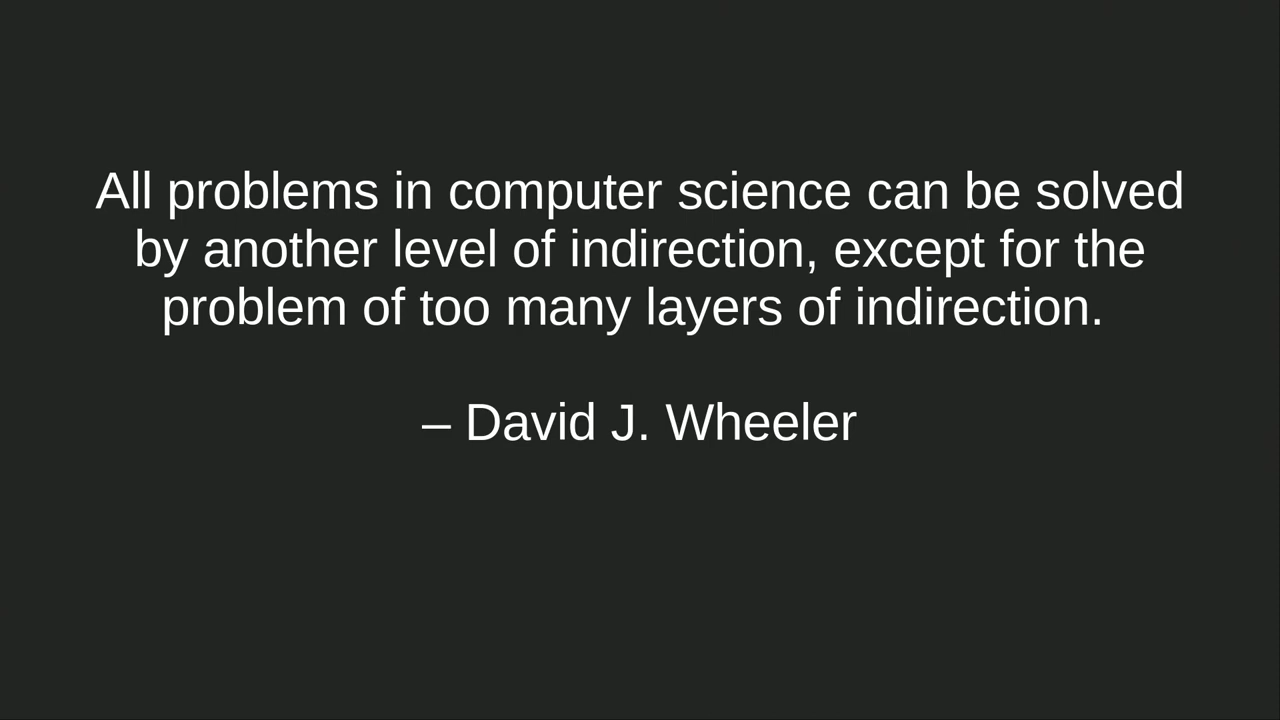 All problems in computer science can be solved
by another level of indirection, except for the
problem of too many layers of indirection.
– David J. Wheeler